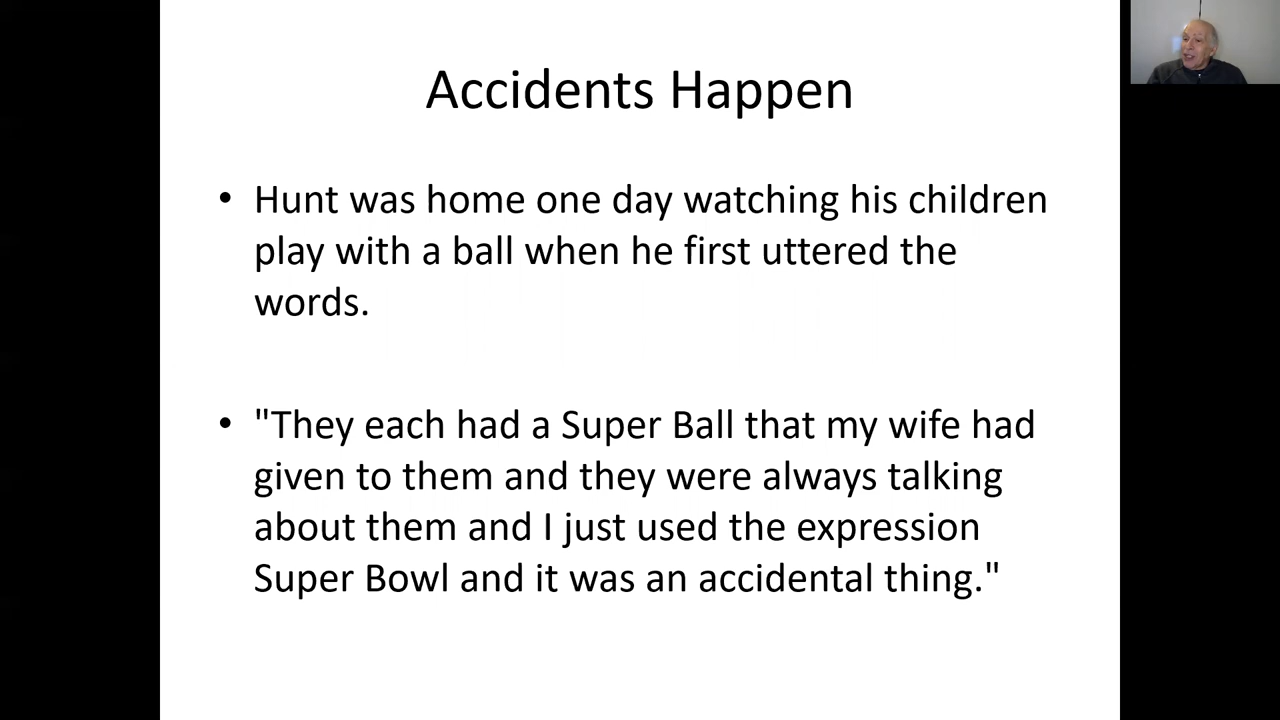 Accidents Happen
• Hunt was home one day watching his children
play with a ball when he first uttered the
words.
• "They each had a Super Ball that my wife had
given to them and they were always talking
about them and I just used the expression
Super Bowl and it was an accidental thing."